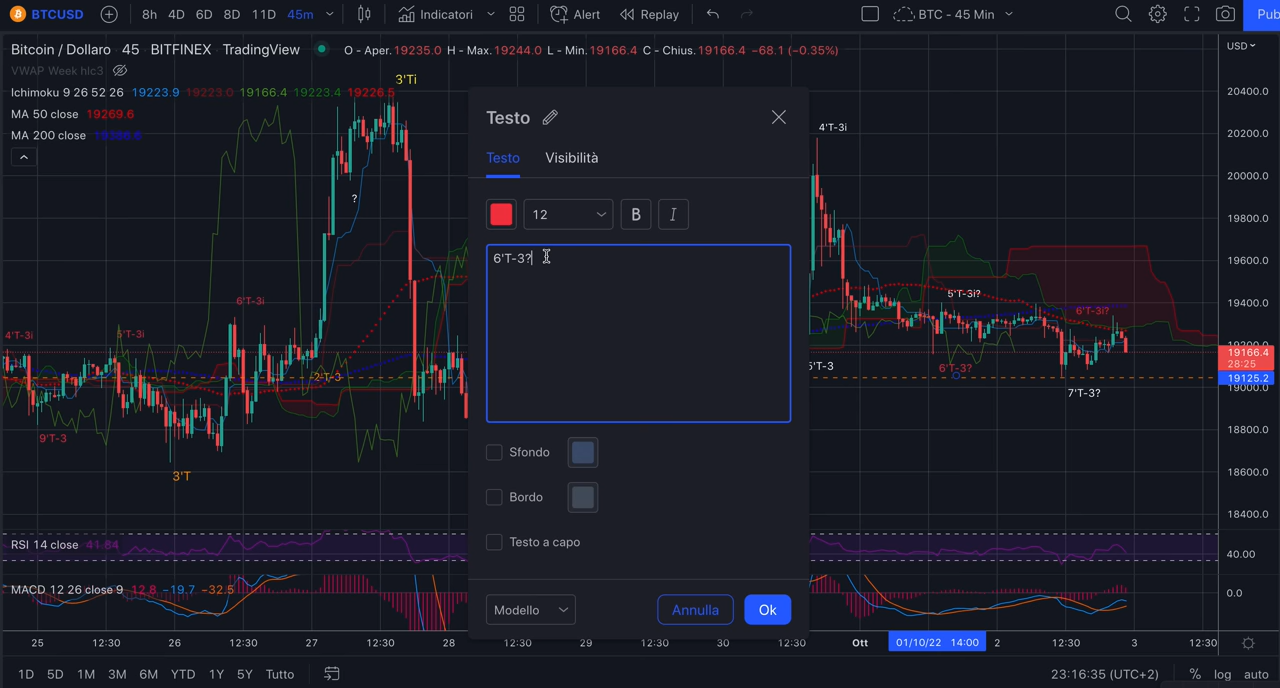 BTCUSD 8h 4D 6D 8D 11D 45m Indicatori Alert Replay BTC - 45 Min Pub
Bitcoin / Dollaro 45 BITFINEX TradingView O - Aper. 19235.0 H - Max. 19244.0 L - Min. 19166.4 C - Chius. 19166.4 −68.1 (−0.35%)
USD
VWAP Week hlc3
3'Ti
Ichimoku 9 26 52 26 19223.9 19223.0 19166.4 19223.4 19226.5
20400.0
MA 50 close 19269.6
Testo
4'T-3i
MA 200 close
20200.0
Testo Visibilità
20000.0
?
12 B I
19800.0
6'T-3?
19600.0
6'T-3i
5'T-3i?
19400.0
6'T-3i?
4'T-3i
5'T-3i
19200.0
19166.4
28:25
5'T-3
6'T-3?
2'T-3
19125.2
19000.0
7'T-3?
18800.0
9'T-3
Sfondo
3'T
18600.0
Bordo
18400.0
RSI 14 close 41.84
Testo a capo
40.00
MACD 12 26 close 9 12.8 −19.7 −32.5
0.0
Modello Annulla Ok
25 12:30 26 12:30 27 12:30 28 12:30 29 12:30 30 12:30 Ott 01/10/22 14:00 2 12:30 3 12:30
1D 5D 1M 3M 6M YTD 1Y 5Y Tutto 23:16:35 (UTC+2) % log auto